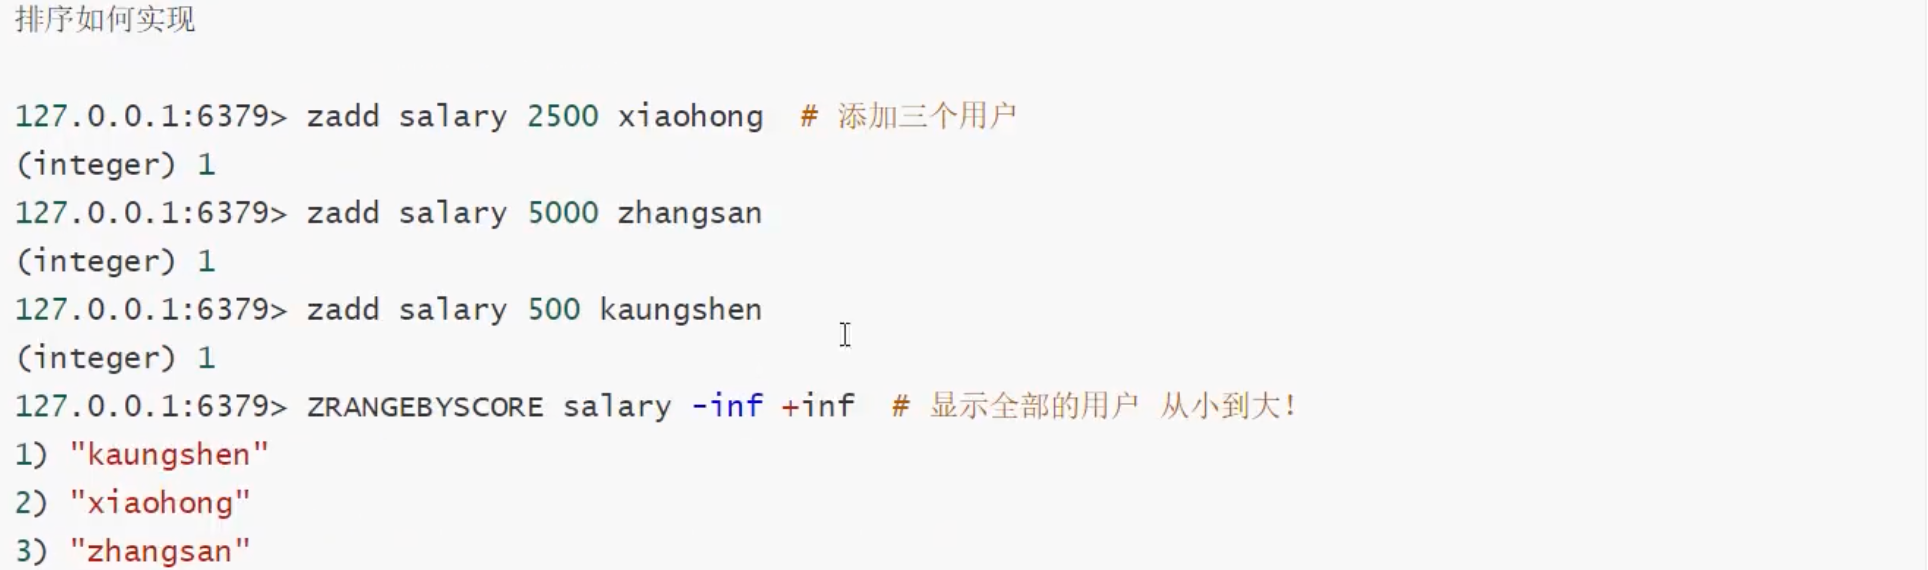 排序如何实现
127.0.0.1:6379> zadd salary 2500 xiaohong  # 添加三个用户
(integer) 1
127.0.0.1:6379> zadd salary 5000 zhangsan
(integer) 1
127.0.0.1:6379> zadd salary 500 kaungshen
(integer) 1
127.0.0.1:6379> ZRANGEBYSCORE salary -inf +inf  # 显示全部的用户 从小到大!
1) "kaungshen"
2) "xiaohong"
3) "zhangsan"